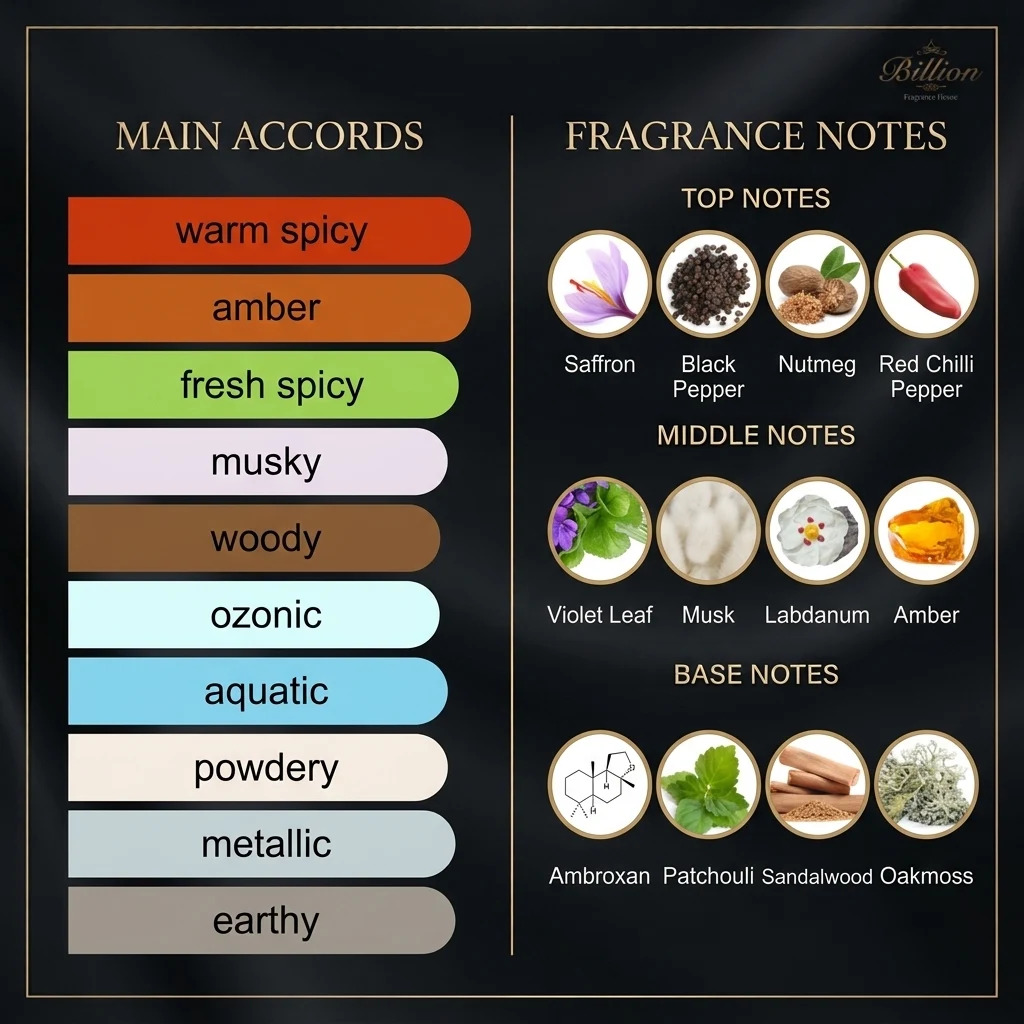 Billion
Fragrance House
MAIN ACCORDS
warm spicy
amber
fresh spicy
musky
woody
ozonic
aquatic
powdery
metallic
earthy
FRAGRANCE NOTES
TOP NOTES
Saffron
Black
Pepper
Nutmeg
Red Chilli
Pepper
MIDDLE NOTES
Violet Leaf
Musk
Labdanum
Amber
BASE NOTES
H
H
Ambroxan
Patchouli
Sandalwood
Oakmoss